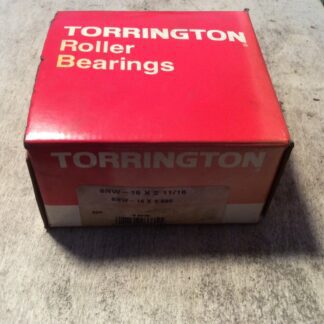 TORRINGTON
Roller
Bearings
TORRINGTON
SNW - 16 X 2 11/16
SNW - 16 X 2.688